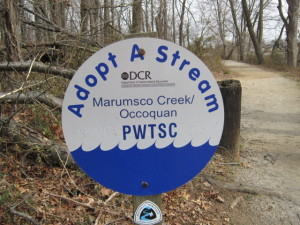 Adopt A Stream
DCR
Marumsco Creek/
Occoquan
PWTSC